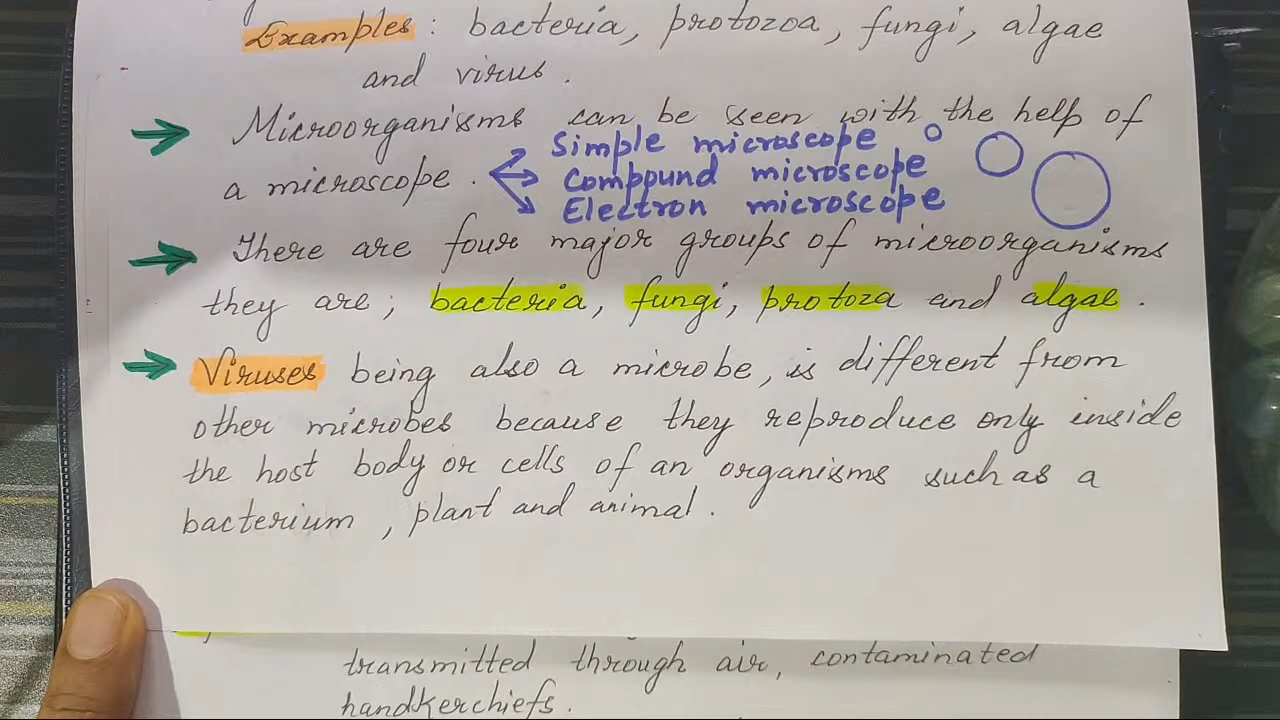 Examples : bacteria, protozoa, fungi, algae
and virus .
→ Microorganisms can be seen with the help of
a microscope .
Simple microscope
Compound microscope
Electron microscope
→ There are four major groups of microorganisms
they are ; bacteria, fungi, protoza and algae .
→ Viruses being also a microbe, is different from
other microbes because they reproduce only inside
the host body or cells of an organisms such as a
bacterium , plant and animal .
transmitted through air, contaminated
handkerchiefs .